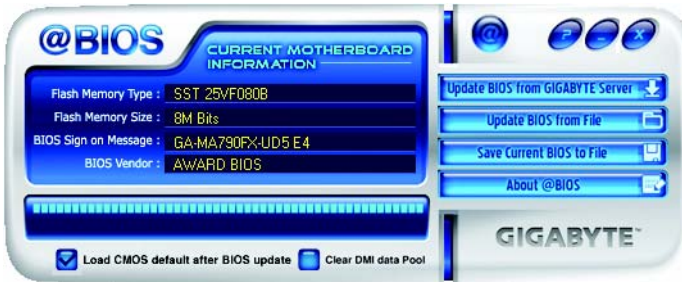 @BIOS
CURRENT MOTHERBOARD
INFORMATION
Flash Memory Type : SST 25VF080B
Flash Memory Size : 8M Bits
BIOS Sign on Message : GA-MA790FX-UD5 E4
BIOS Vendor : AWARD BIOS
Load CMOS default after BIOS update
Clear DMI data Pool
@ ? – X
Update BIOS from GIGABYTE Server
Update BIOS from File
Save Current BIOS to File
About @BIOS
GIGABYTE™